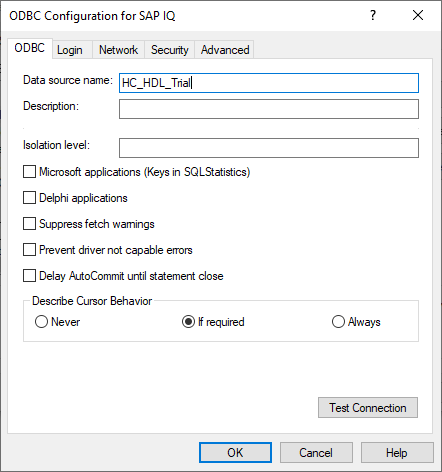 ODBC Configuration for SAP IQ
ODBC Login Network Security Advanced
Data source name: HC_HDL_Trial
Description:
Isolation level:
Microsoft applications (Keys in SQLStatistics)
Delphi applications
Suppress fetch warnings
Prevent driver not capable errors
Delay AutoCommit until statement close
Describe Cursor Behavior
Never If required Always
Test Connection
OK Cancel Help